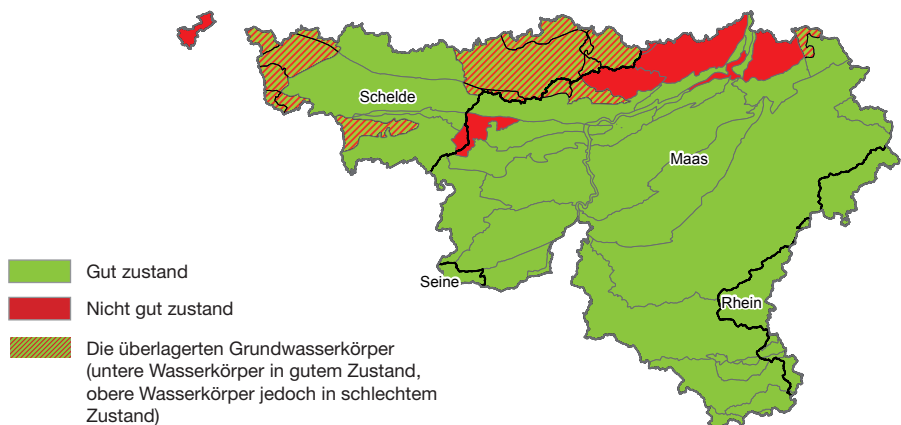 Schelde
Maas
Seine
Rhein
Gut zustand
Nicht gut zustand
Die überlagerten Grundwasserkörper
(untere Wasserkörper in gutem Zustand,
obere Wasserkörper jedoch in schlechtem
Zustand)